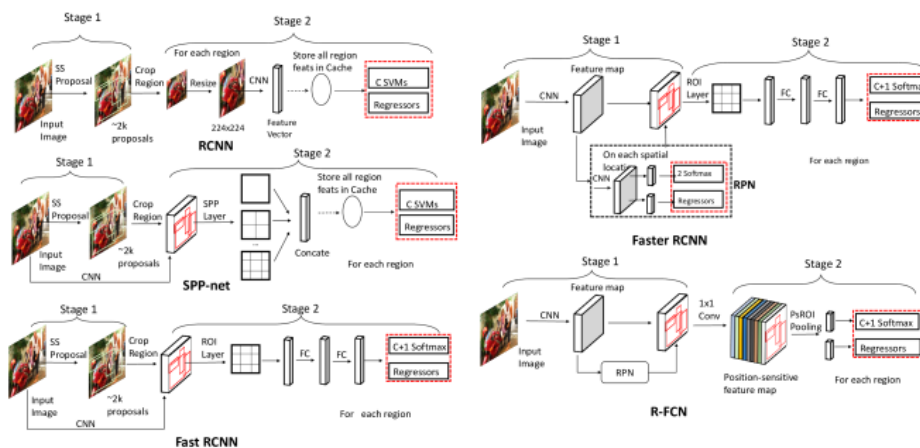 Stage 1
Stage 2
SS
Proposal
Crop
Region
For each region
Resize
CNN
Store all region
feats in Cache
C SVMs
Regressors
Input
Image
~2k
proposals
224x224
Feature
Vector
RCNN
Stage 1
Stage 2
SS
Proposal
Crop
Region
SPP
Layer
...
Concate
Store all region
feats in Cache
C SVMs
Regressors
Input
Image
~2k
proposals
CNN
For each region
SPP-net
Stage 1
Stage 2
SS
Proposal
Crop
Region
ROI
Layer
FC
FC
C+1 Softmax
Regressors
Input
Image
~2k
proposals
CNN
For each region
Fast RCNN
Stage 1
Stage 2
Feature map
CNN
ROI
Layer
FC
FC
C+1 Softma
Regressors
Input
Image
On each spatial
locatio
CNN
2 Softmax
Regressors
RPN
For each region
Faster RCNN
Stage 1
Stage 2
Feature map
CNN
1x1
Conv
PsROI
Pooling
C+1 Softmax
Regressors
Input
Image
RPN
Position-sensitive
feature map
For each region
R-FCN